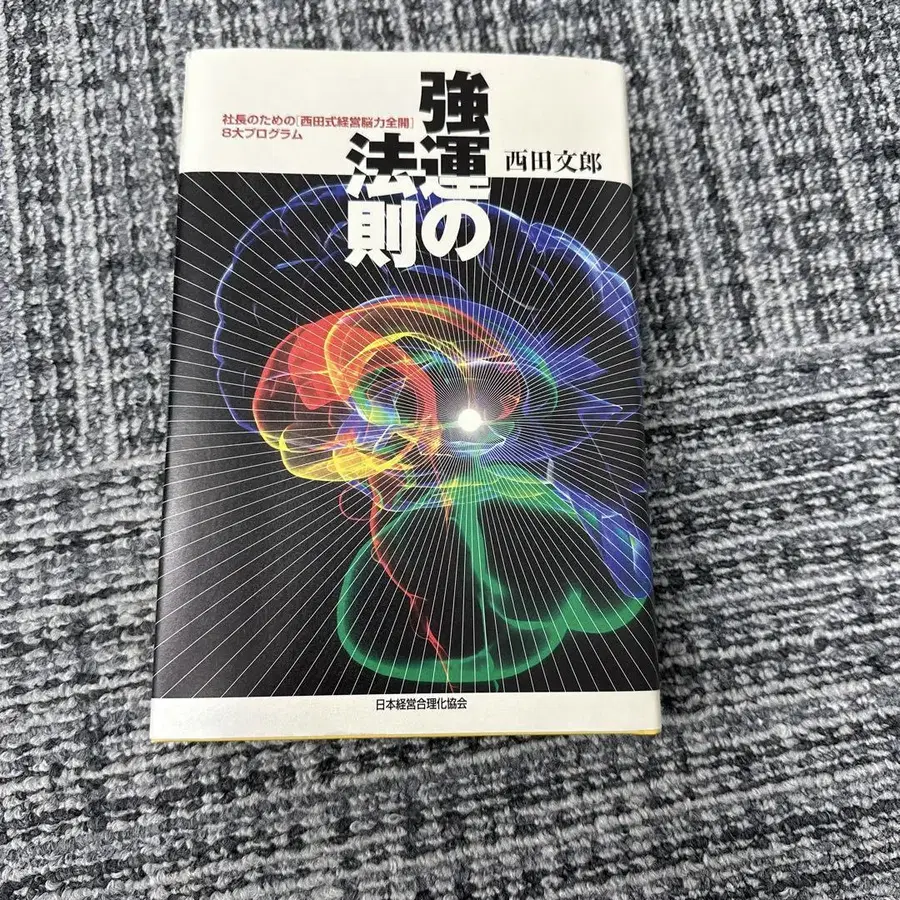 社長のための[西田式経営脳力全開]
8大プログラム
強運の
法則
西田文郎
日本経営合理化協会